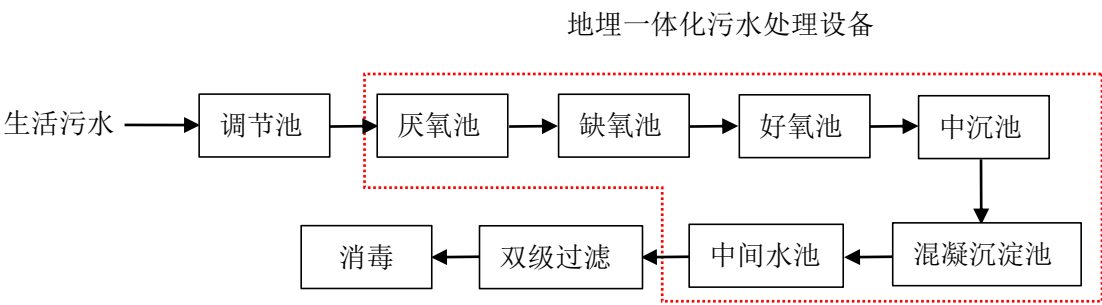 地埋一体化污水处理设备
生活污水
调节池
厌氧池
缺氧池
好氧池
中沉池
混凝沉淀池
中间水池
双级过滤
消毒